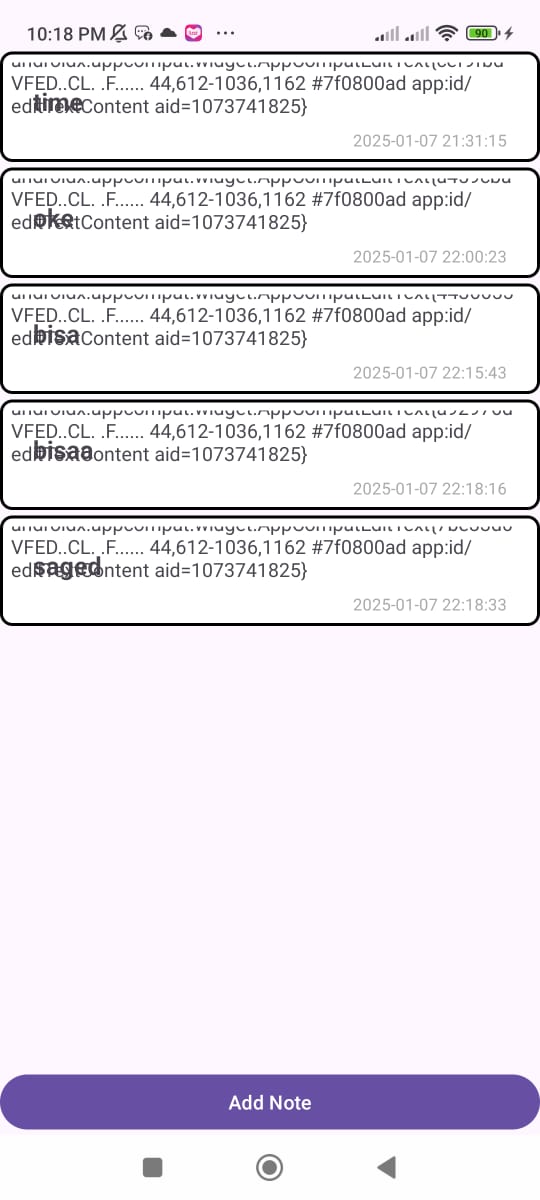 10:18 PM
90
VFED..CL. .F...... 44,612-1036,1162 #7f0800ad app:id/
time
editTextContent aid=1073741825}
2025-01-07 21:31:15
VFED..CL. .F...... 44,612-1036,1162 #7f0800ad app:id/
oke
editTextContent aid=1073741825}
2025-01-07 22:00:23
VFED..CL. .F...... 44,612-1036,1162 #7f0800ad app:id/
bisa
editTextContent aid=1073741825}
2025-01-07 22:15:43
VFED..CL. .F...... 44,612-1036,1162 #7f0800ad app:id/
bisaa
editTextContent aid=1073741825}
2025-01-07 22:18:16
VFED..CL. .F...... 44,612-1036,1162 #7f0800ad app:id/
saged
editTextContent aid=1073741825}
2025-01-07 22:18:33
Add Note